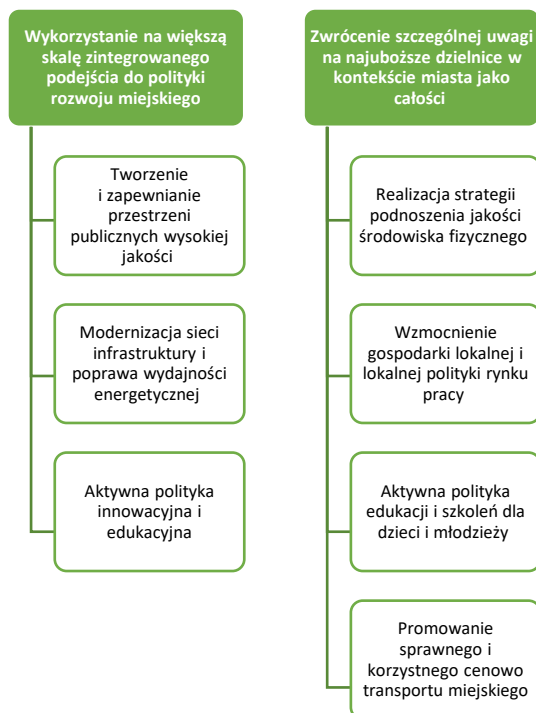 Wykorzystanie na większą
skalę zintegrowanego
podejścia do polityki
rozwoju miejskiego
Tworzenie
i zapewnianie
przestrzeni
publicznych wysokiej
jakości
Modernizacja sieci
infrastruktury i
poprawa wydajności
energetycznej
Aktywna polityka
innowacyjna i
edukacyjna
Zwrócenie szczególnej uwagi
na najuboższe dzielnice w
kontekście miasta jako
całości
Realizacja strategii
podnoszenia jakości
środowiska fizycznego
Wzmocnienie
gospodarki lokalnej i
lokalnej polityki rynku
pracy
Aktywna polityka
edukacji i szkoleń dla
dzieci i młodzieży
Promowanie
sprawnego i
korzystnego cenowo
transportu miejskiego